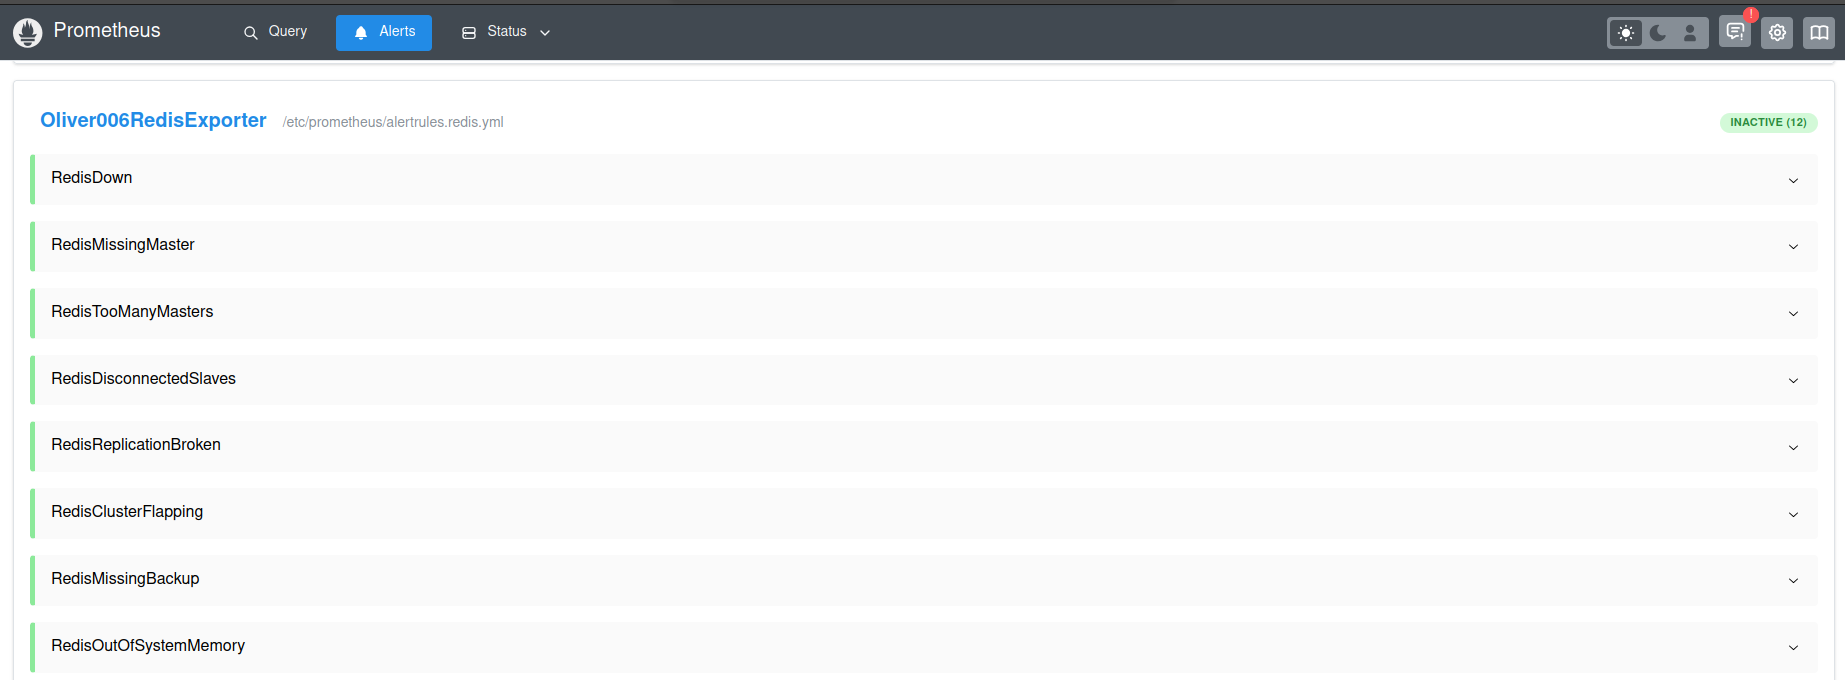 Prometheus Query Alerts Status !
Oliver006RedisExporter /etc/prometheus/alertrules.redis.yml INACTIVE (12)
RedisDown
RedisMissingMaster
RedisTooManyMasters
RedisDisconnectedSlaves
RedisReplicationBroken
RedisClusterFlapping
RedisMissingBackup
RedisOutOfSystemMemory